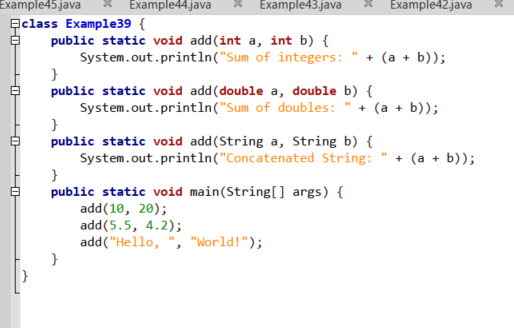 Example45.java Example44.java Example43.java Example42.java
class Example39 {
    public static void add(int a, int b) {
        System.out.println("Sum of integers: " + (a + b));
    }
    public static void add(double a, double b) {
        System.out.println("Sum of doubles: " + (a + b));
    }
    public static void add(String a, String b) {
        System.out.println("Concatenated String: " + (a + b));
    }
    public static void main(String[] args) {
        add(10, 20);
        add(5.5, 4.2);
        add("Hello, ", "World!");
    }
}